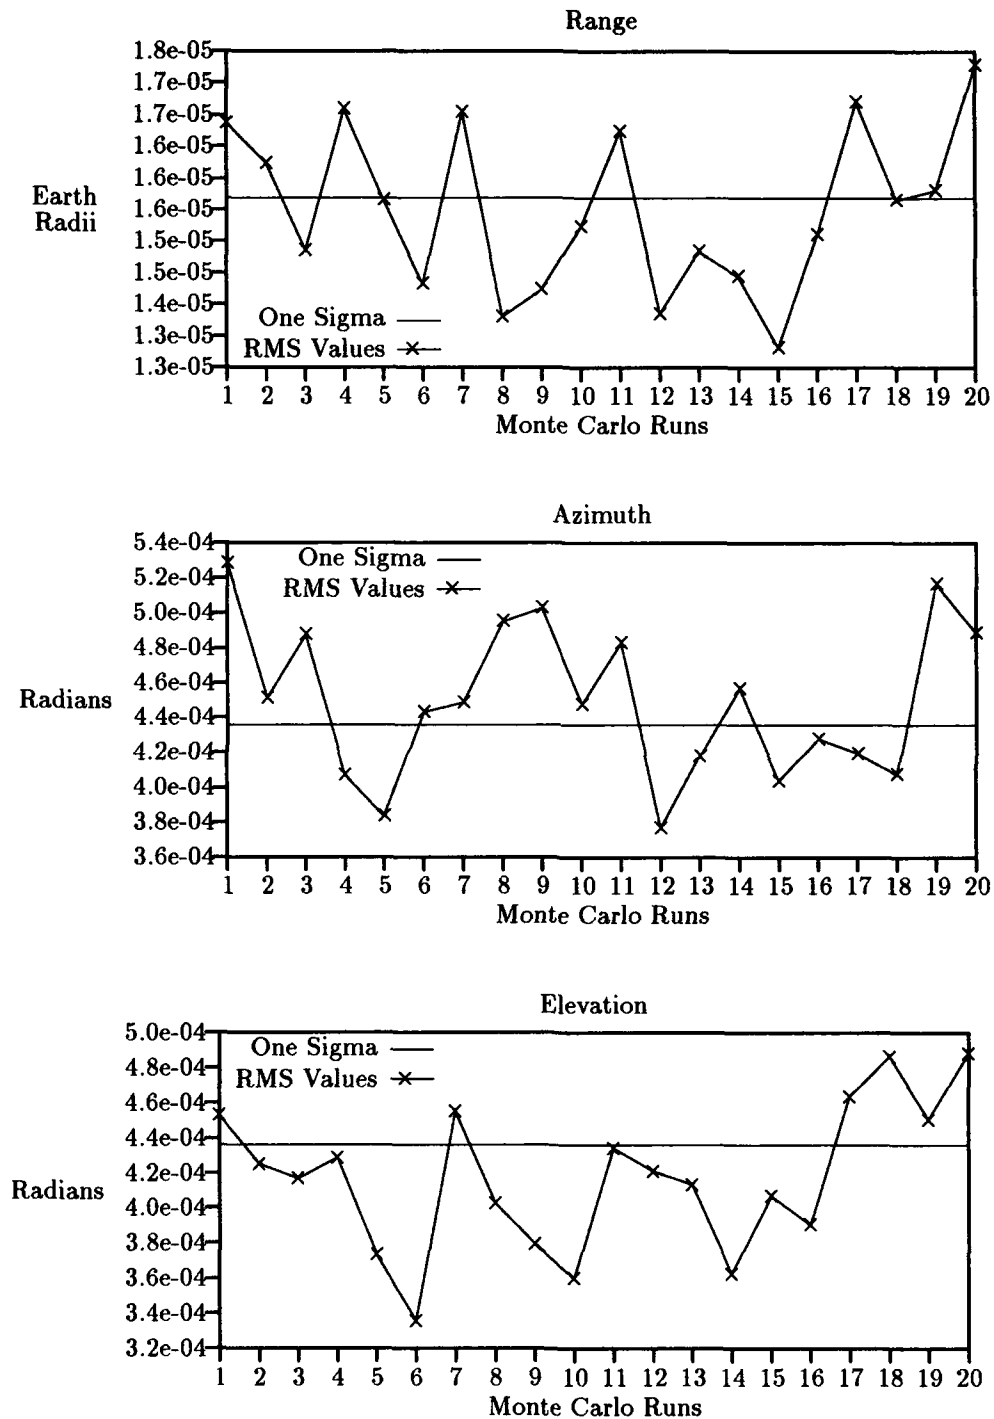 Range
1.8e-05
1.7e-05
1.7e-05
1.6e-05
1.6e-05
1.6e-05
1.5e-05
1.5e-05
1.4e-05
1.3e-05
1.3e-05
Earth
Radii
One Sigma
RMS Values
1 2 3 4 5 6 7 8 9 10 11 12 13 14 15 16 17 18 19 20
Monte Carlo Runs
Azimuth
5.4e-04
5.2e-04
5.0e-04
4.8e-04
4.6e-04
4.4e-04
4.2e-04
4.0e-04
3.8e-04
3.6e-04
Radians
One Sigma
RMS Values
1 2 3 4 5 6 7 8 9 10 11 12 13 14 15 16 17 18 19 20
Monte Carlo Runs
Elevation
5.0e-04
4.8e-04
4.6e-04
4.4e-04
4.2e-04
4.0e-04
3.8e-04
3.6e-04
3.4e-04
3.2e-04
Radians
One Sigma
RMS Values
1 2 3 4 5 6 7 8 9 10 11 12 13 14 15 16 17 18 19 20
Monte Carlo Runs